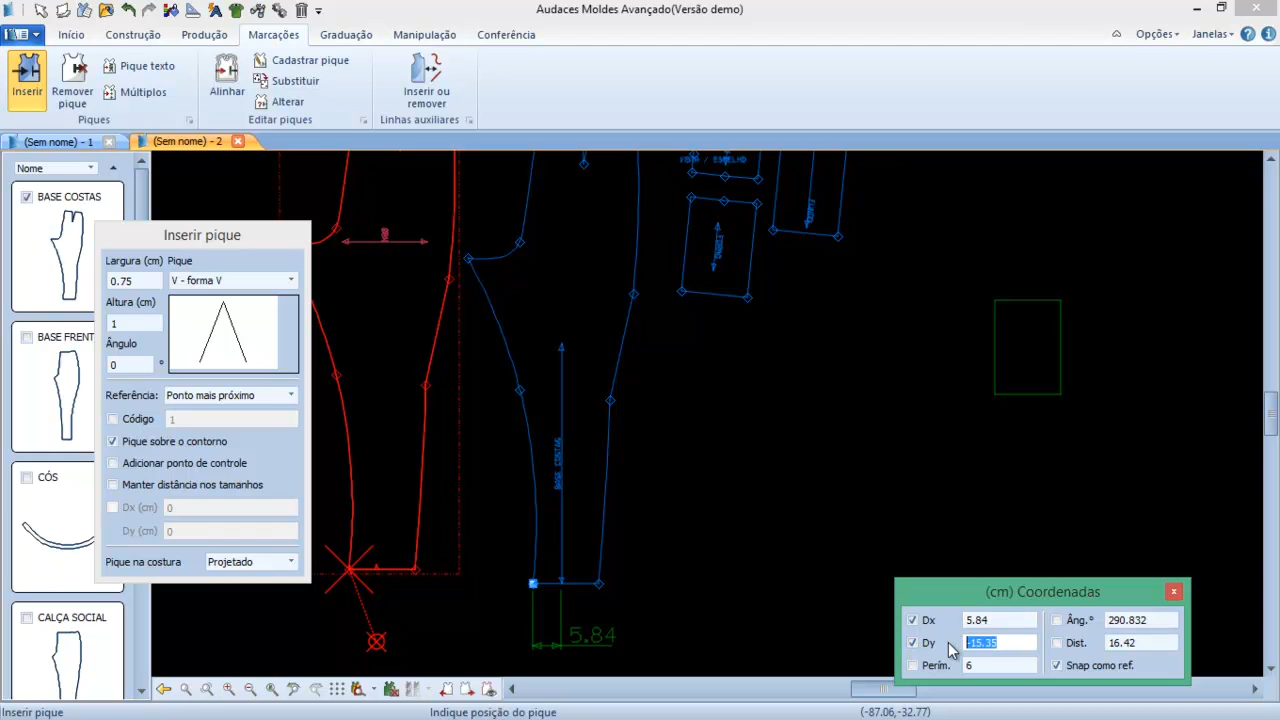 Audaces Moldes Avançado(Versão demo)
Início Construção Produção Marcações Graduação Manipulação Conferência Opções Janelas
Inserir
Remover pique
Pique texto
Múltiplos
Piques
Alinhar
Cadastrar pique
Substituir
Alterar
Editar piques
Inserir ou remover
Linhas auxiliares
(Sem nome) - 1
(Sem nome) - 2
Nome
BASE COSTAS
BASE FRENT
CÓS
CALÇA SOCIAL
Inserir pique
Largura (cm) Pique
0.75 V - forma V
Altura (cm)
1
Ângulo
0 °
Referência: Ponto mais próximo
Código 1
Pique sobre o contorno
Adicionar ponto de controle
Manter distância nos tamanhos
Dx (cm) 0
Dy (cm) 0
Pique na costura Projetado
VISTA / ESPELHO
BASE COSTAS
5.84
(cm) Coordenadas
Dx 5.84 Âng.° 290.832
Dy -15.35 Dist. 16.42
Perím. 6 Snap como ref.
Inserir pique Indique posição do pique (-87.06,-32.77)